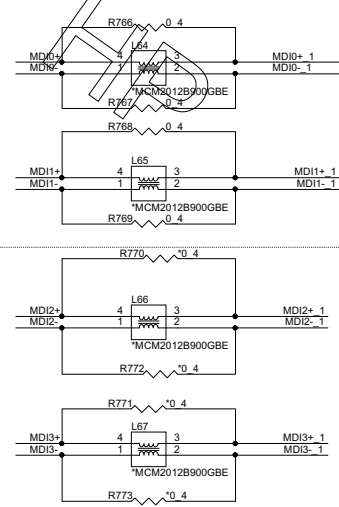 R766 0_4
L64
MDI0+ 4 3 MDI0+_1
MDI0- 1 2 MDI0-_1
*MCM2012B900GBE
R767 0_4
R768 0_4
L65
MDI1+ 4 3 MDI1+_1
MDI1- 1 2 MDI1-_1
*MCM2012B900GBE
R769 0_4
R770 *0_4
L66
MDI2+ 4 3 MDI2+_1
MDI2- 1 2 MDI2-_1
*MCM2012B900GBE
R772 *0_4
R771 *0_4
L67
MDI3+ 4 3 MDI3+_1
MDI3- 1 2 MDI3-_1
*MCM2012B900GBE
R773 *0_4